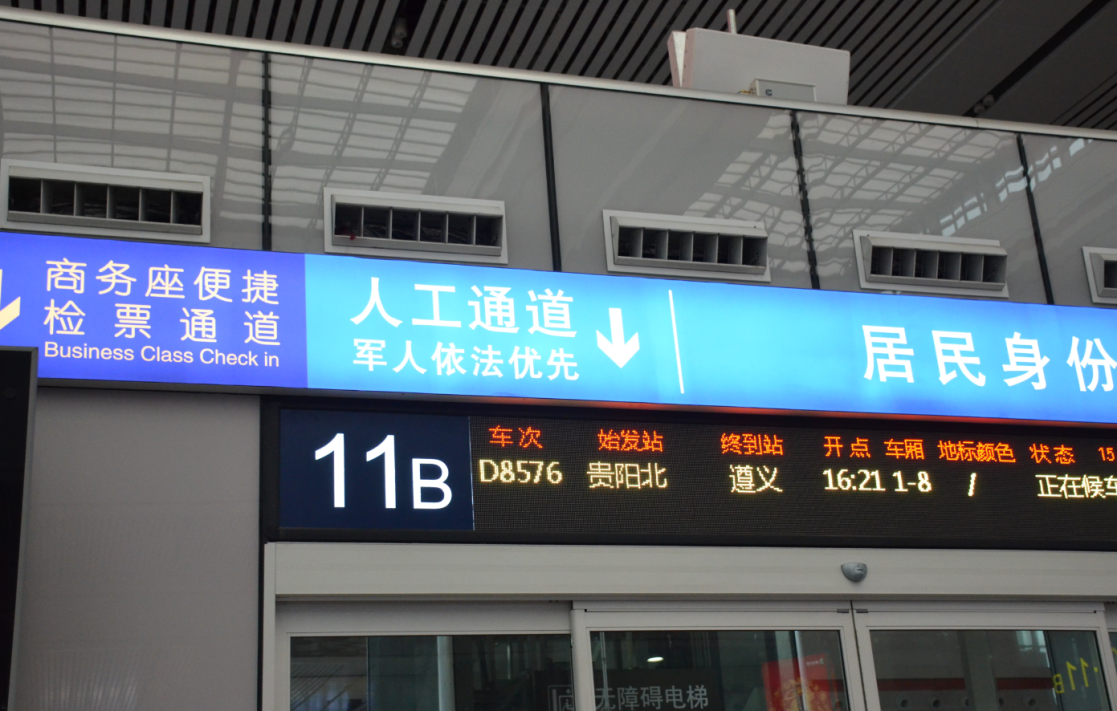 商务座便捷
检票通道
Business Class Check in
人工通道
军人依法优先
居民身份
11B
车次 始发站 终到站 开点 车厢 地标颜色 状态 15
D8576 贵阳北 遵义 16:21 1-8 / 正在候车
无障碍电梯
11B